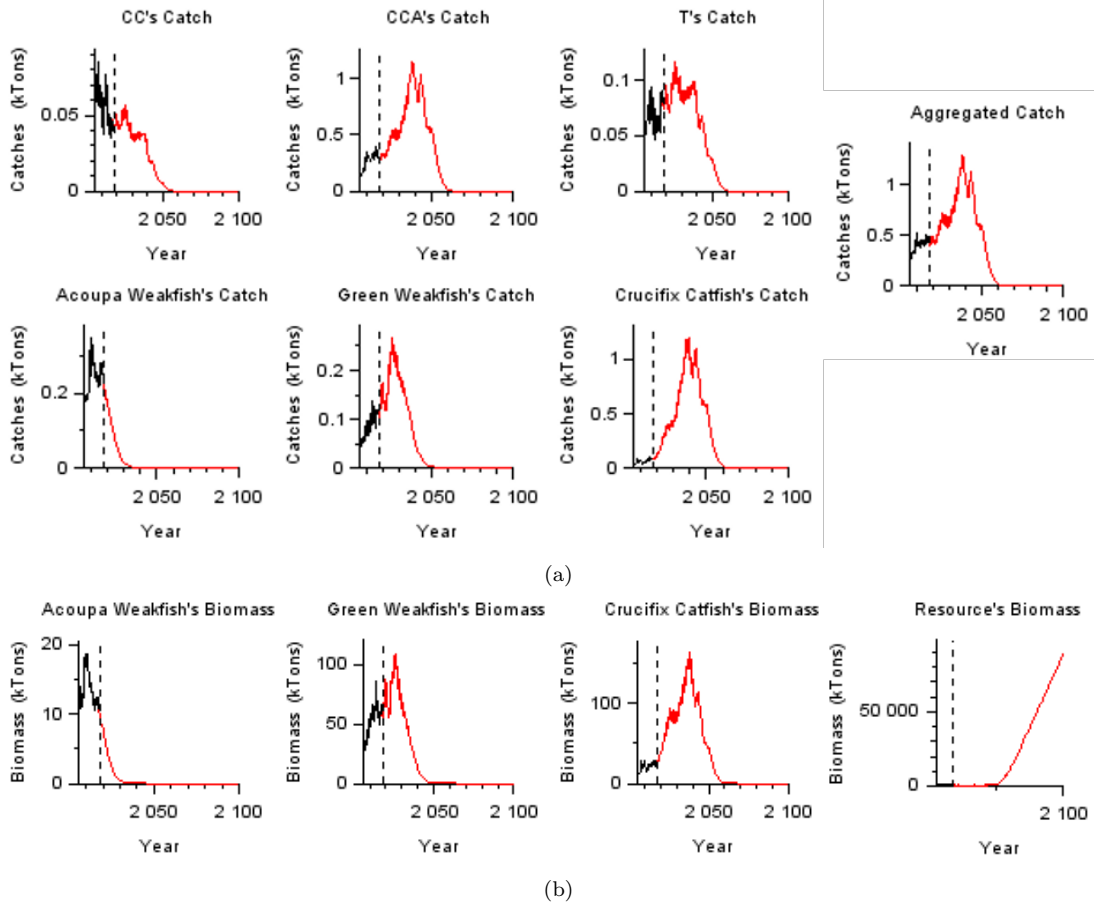 CC's Catch
Catches (kTons)
0.05
0
2 050
2 100
Year
CCA's Catch
Catches (kTons)
1
0.5
0
2 050
2 100
Year
T's Catch
Catches (kTons)
0.1
0.05
0
2 050
2 100
Year
Aggregated Catch
Catches (kTons)
1
0.5
0
2 050
2 100
Year
Acoupa Weakfish's Catch
Catches (kTons)
0.2
0
2 050
2 100
Year
Green Weakfish's Catch
Catches (kTons)
0.2
0.1
0
2 050
2 100
Year
Crucifix Catfish's Catch
Catches (kTons)
1
0.5
0
2 050
2 100
Year
(a)
Acoupa Weakfish's Biomass
Biomass (kTons)
20
10
0
2 050
2 100
Year
Green Weakfish's Biomass
Biomass (kTons)
100
50
0
2 050
2 100
Year
Crucifix Catfish's Biomass
Biomass (kTons)
100
0
2 050
2 100
Year
Resource's Biomass
Biomass (kTons)
50 000
0
2 100
Year
(b)